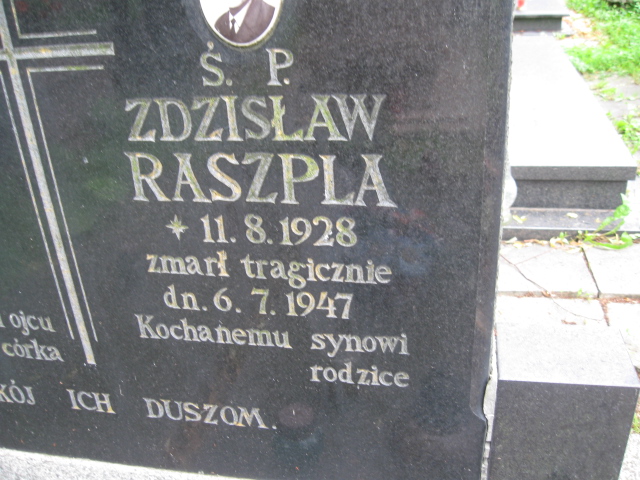 Ś. P.
ZDZISŁAW
RASZPLA
* 11. 8. 1928
zmarł tragicznie
dn. 6. 7. 1947
Kochanemu synowi
rodzice
ojcu
córka
KÓJ ICH DUSZOM.